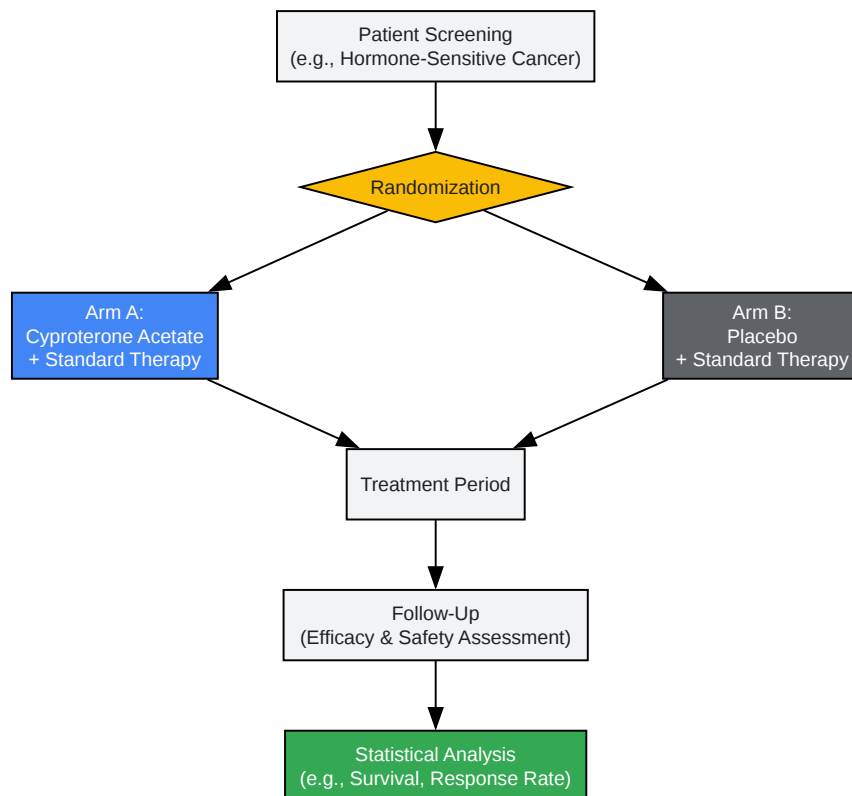 Patient Screening
(e.g., Hormone-Sensitive Cancer)
Randomization
Arm A:
Cyproterone Acetate
+ Standard Therapy
Arm B:
Placebo
+ Standard Therapy
Treatment Period
Follow-Up
(Efficacy & Safety Assessment)
Statistical Analysis
(e.g., Survival, Response Rate)